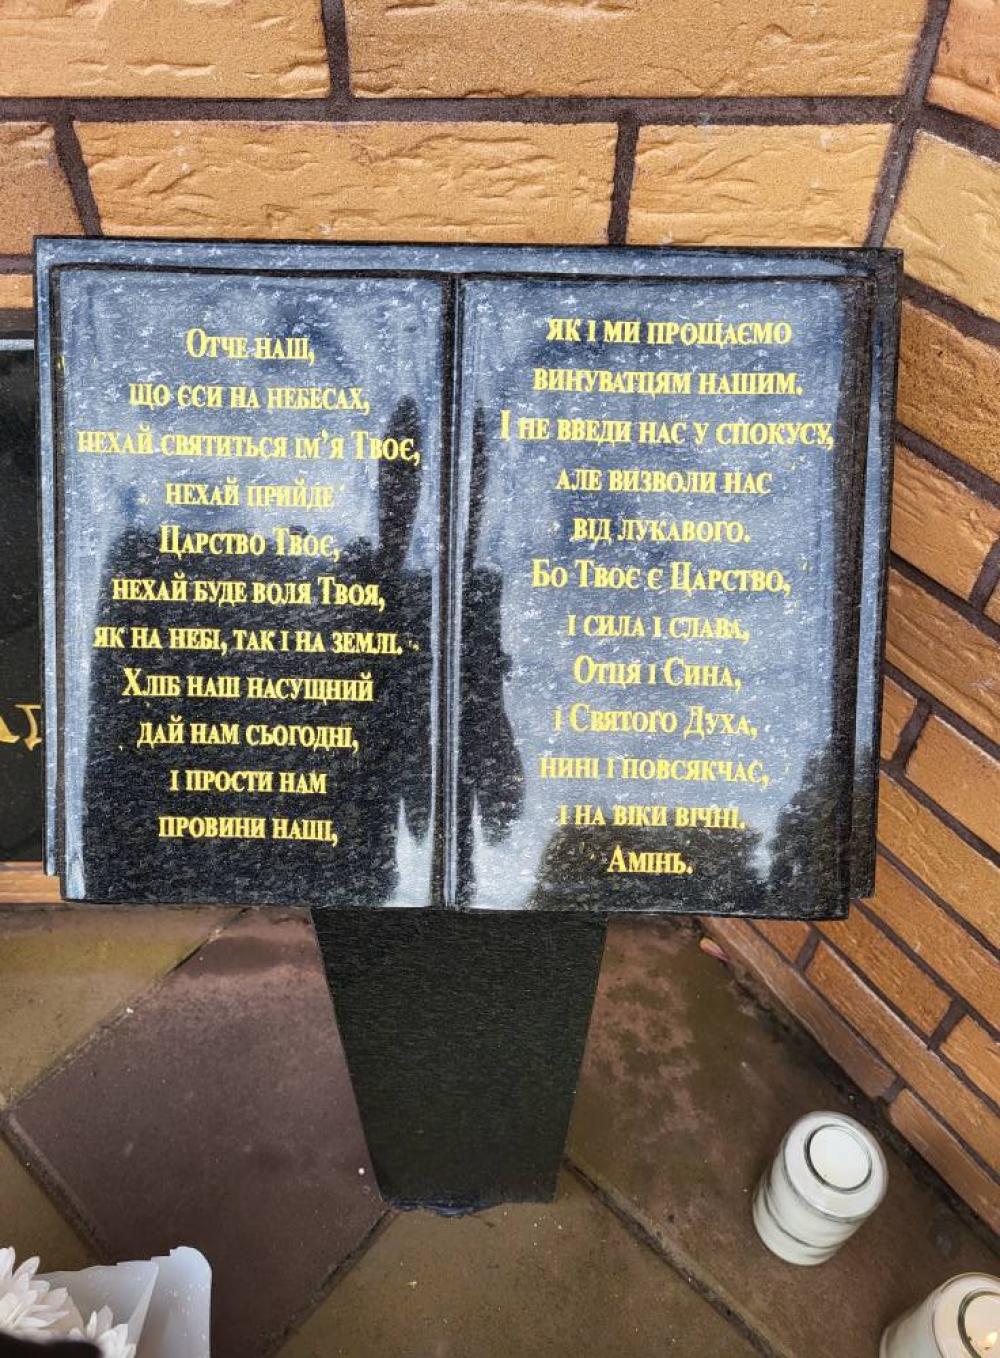 Отче наш,
що єси на небесах,
нехай святиться ім’я Твоє,
нехай прийде
Царство Твоє,
нехай буде воля Твоя,
як на небі, так і на землі.
Хліб наш насущний
дай нам сьогодні,
і прости нам
провини наші,
як і ми прощаємо
винуватцям нашим.
І не введи нас у спокусу,
але визволи нас
від лукавого.
Бо Твоє є Царство,
і сила і слава,
Отця і Сина,
і Святого Духа,
нині і повсякчас,
і на віки вічні.
Амінь.